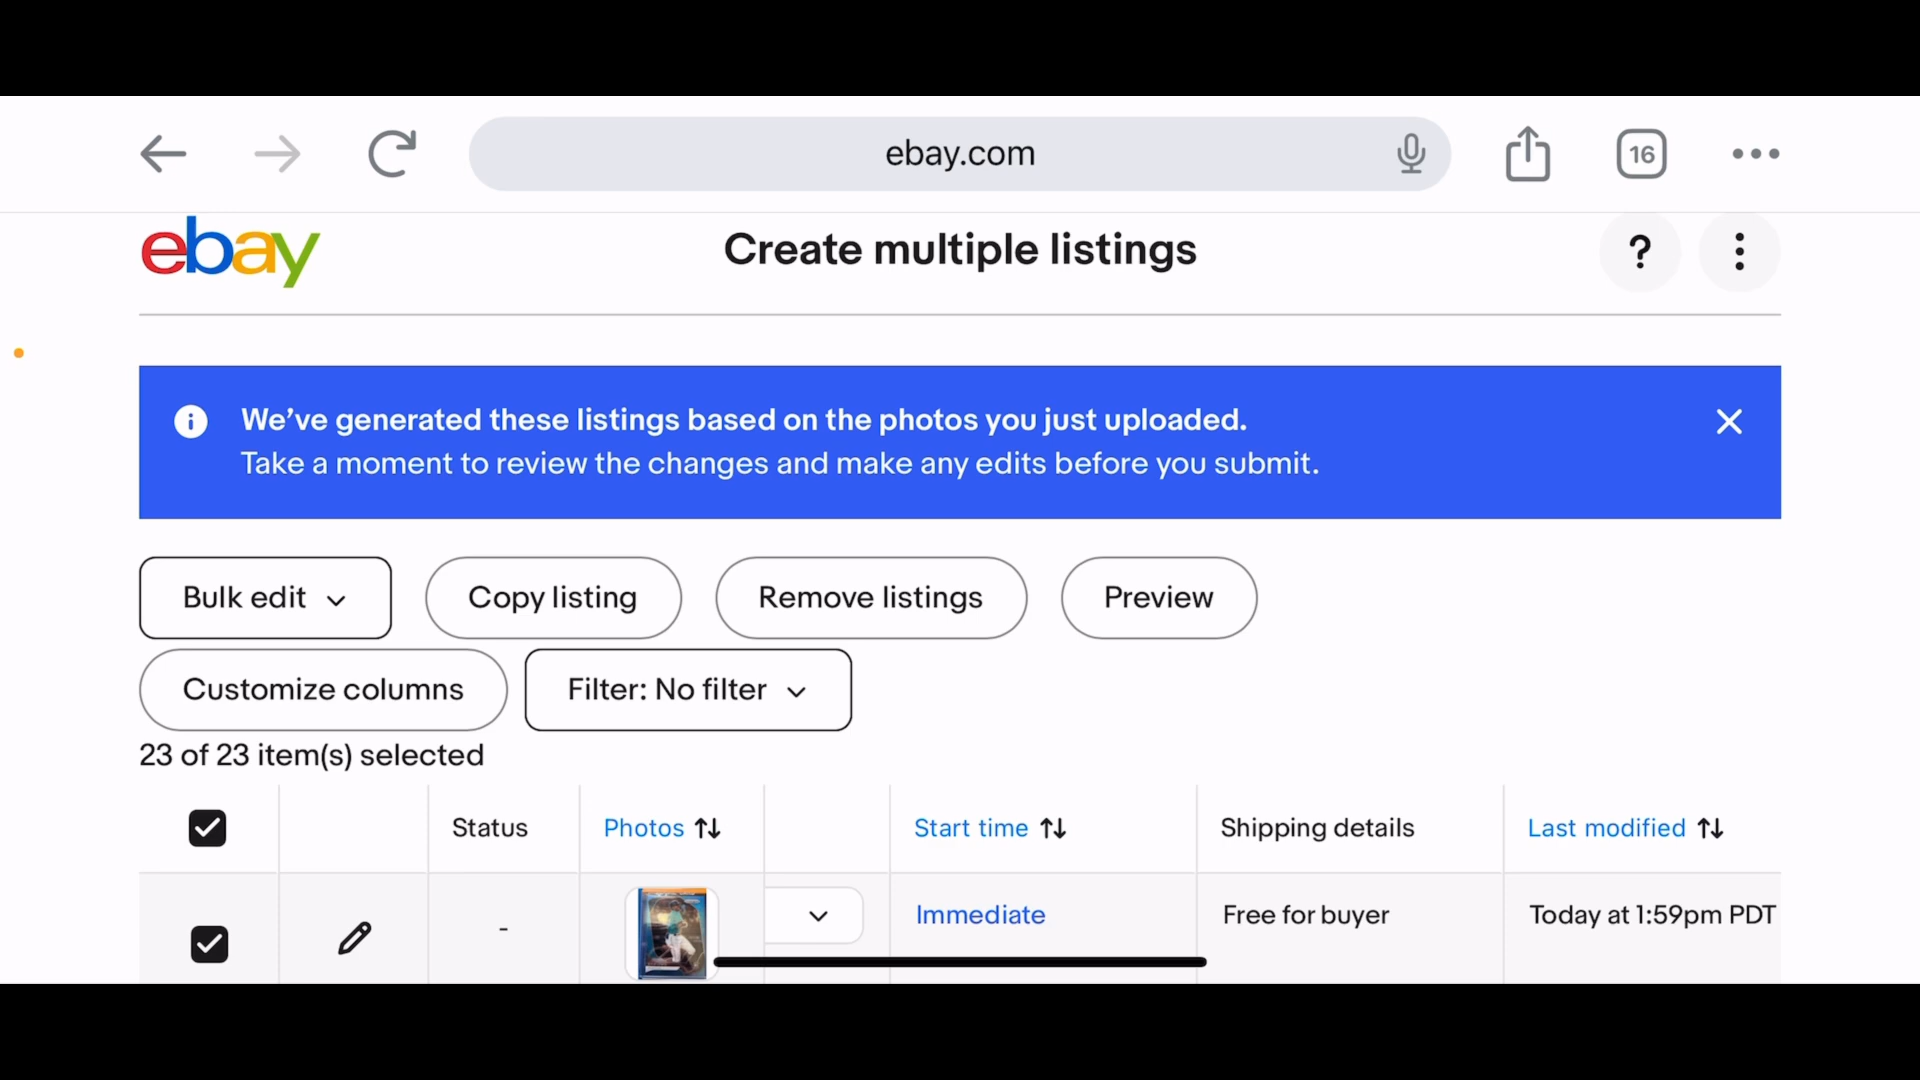 ebay.com
16
ebay
Create multiple listings
?
We've generated these listings based on the photos you just uploaded.
Take a moment to review the changes and make any edits before you submit.
Bulk edit
Copy listing
Remove listings
Preview
Customize columns
Filter: No filter
23 of 23 item(s) selected
Status
Photos
Start time
Shipping details
Last modified
-
Immediate
Free for buyer
Today at 1:59pm PDT